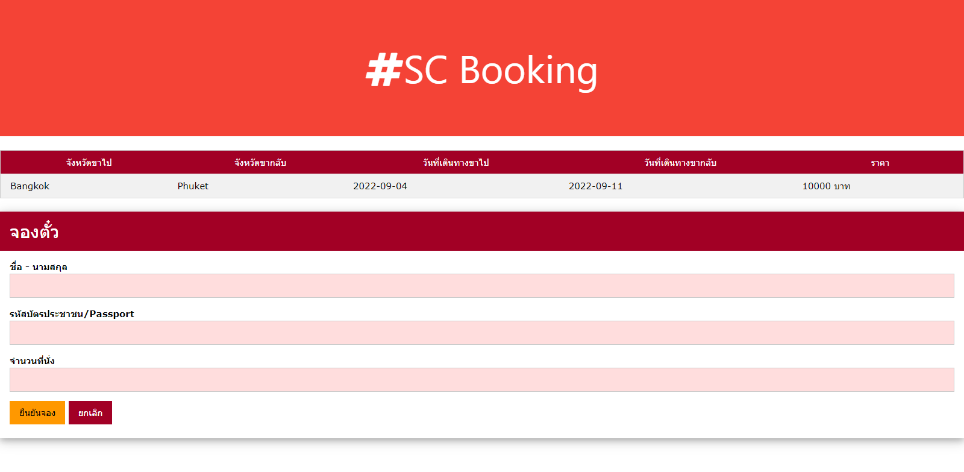 #SC Booking
จังหวัดขาไป จังหวัดขากลับ วันที่เดินทางขาไป วันที่เดินทางขากลับ ราคา
Bangkok Phuket 2022-09-04 2022-09-11 10000 บาท
จองตั๋ว
ชื่อ - นามสกุล
รหัสบัตรประชาชน/Passport
จำนวนที่นั่ง
ยืนยันจอง ยกเลิก